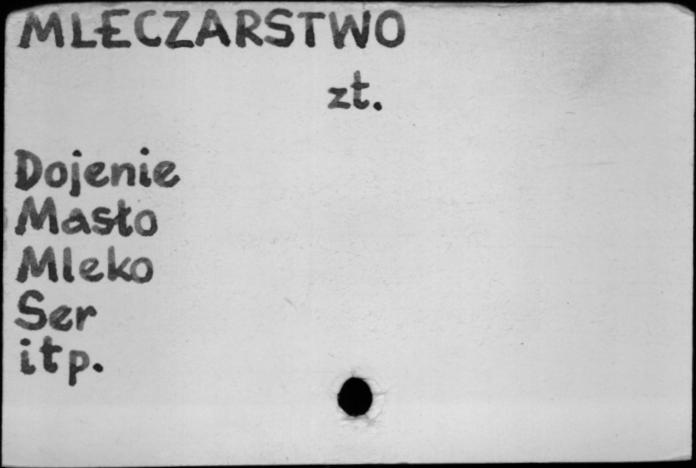 MLECZARSTWO
zt.
Dojenie
Masło
Mleko
Ser
itp.